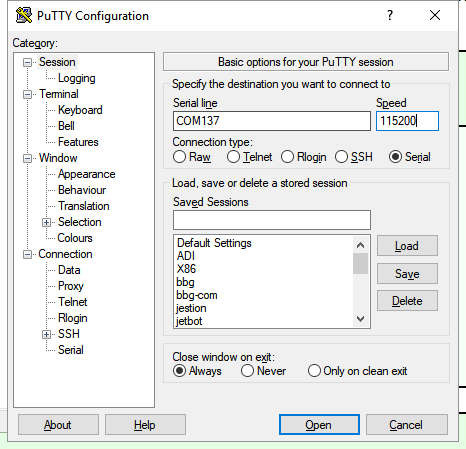 PuTTY Configuration
? ×
Category:
Session
Logging
Terminal
Keyboard
Bell
Features
Window
Appearance
Behaviour
Translation
Selection
Colours
Connection
Data
Proxy
Telnet
Rlogin
SSH
Serial
Basic options for your PuTTY session
Specify the destination you want to connect to
Serial line Speed
COM137 115200
Connection type:
Raw Telnet Rlogin SSH Serial
Load, save or delete a stored session
Saved Sessions
Default Settings
ADI
X86
bbg
bbg-com
jestion
jetbot
Load
Save
Delete
Close window on exit:
Always Never Only on clean exit
About Help Open Cancel